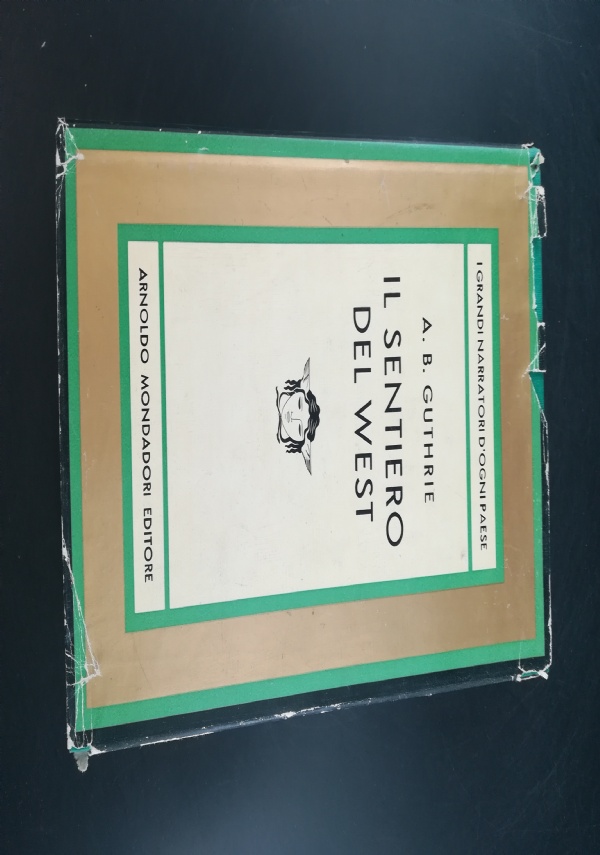 I GRANDI NARRATORI D'OGNI PAESE
A. B. GUTHRIE
IL SENTIERO
DEL WEST
ARNOLDO MONDADORI EDITORE